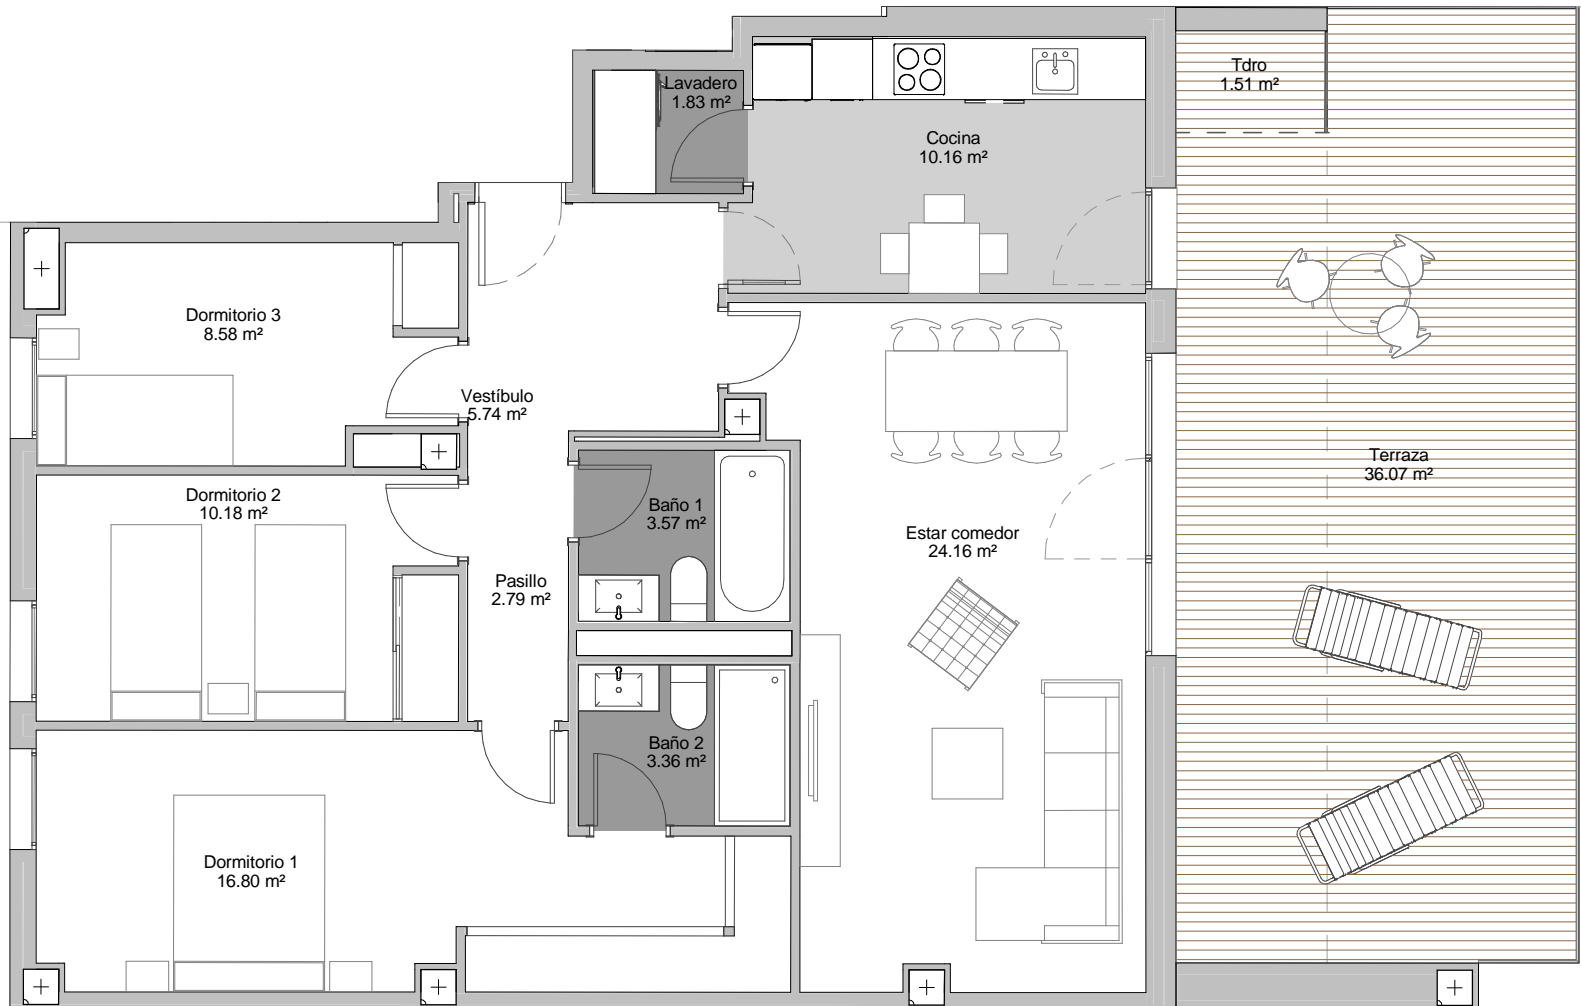 Lavadero
1.83 m²
Tdro
1.51 m²
Cocina
10.16 m²
Dormitorio 3
8.58 m²
Vestíbulo
5.74 m²
Terraza
36.07 m²
Dormitorio 2
10.18 m²
Baño 1
3.57 m²
Estar comedor
24.16 m²
Pasillo
2.79 m²
Baño 2
3.36 m²
Dormitorio 1
16.80 m²